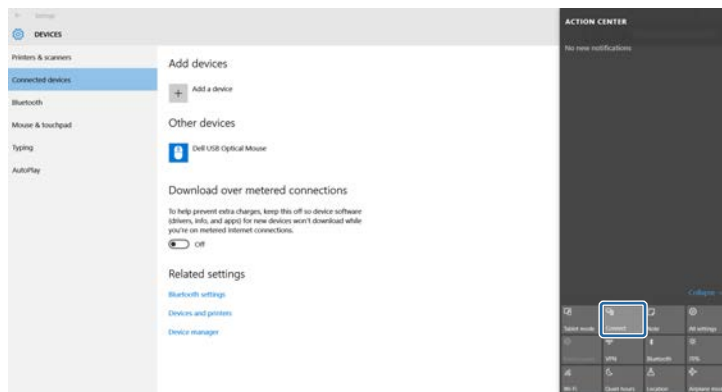 Settings
DEVICES
Printers & scanners
Connected devices
Bluetooth
Mouse & touchpad
Typing
AutoPlay
Add devices
Add a device
Other devices
Dell USB Optical Mouse
Download over metered connections
To help prevent extra charges, keep this off so device software
(drivers, info, and apps) for new devices won't download while
you're on metered Internet connections.
Off
Related settings
Bluetooth settings
Devices and printers
Device manager
ACTION CENTER
No new notifications
Collapse
Tablet mode
Connect
Note
All settings
VPN
Bluetooth
Wi-Fi
Quiet hours
Location
Airplane mode